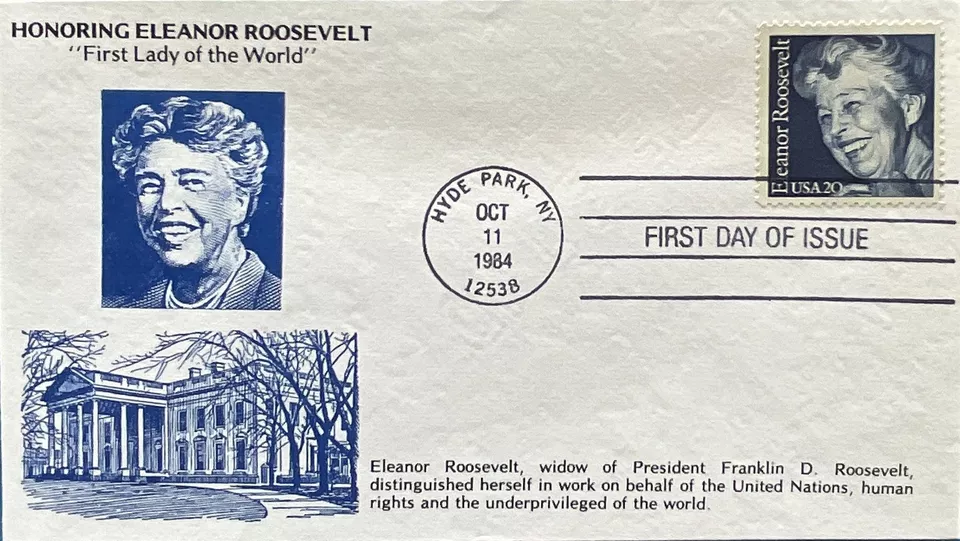 HONORING ELEANOR ROOSEVELT
"First Lady of the World"
Eleanor Roosevelt
USA 20
HYDE PARK, NY
OCT
11
1984
12538
FIRST DAY OF ISSUE
Eleanor Roosevelt, widow of President Franklin D. Roosevelt,
distinguished herself in work on behalf of the United Nations, human
rights and the underprivileged of the world.